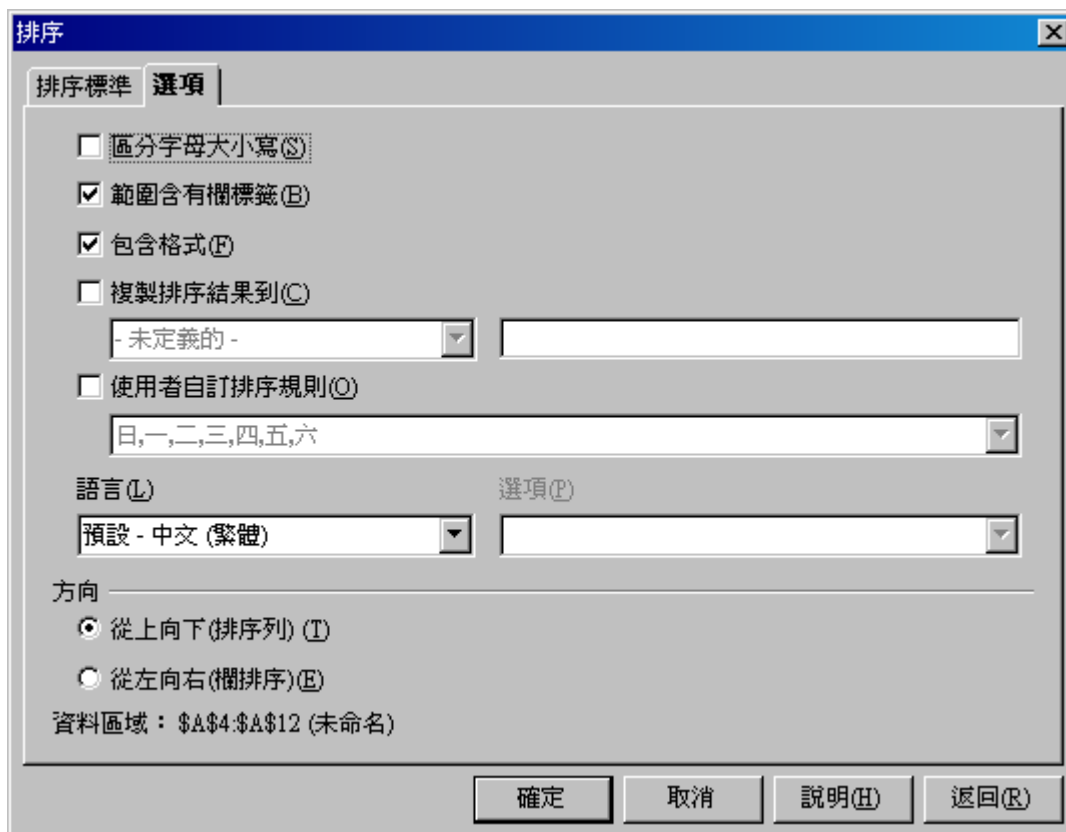 排序
排序標準 選項
區分字母大小寫(S)
範圍含有欄標籤(B)
包含格式(F)
複製排序結果到(C)
- 未定義的 -
使用者自訂排序規則(O)
日,一,二,三,四,五,六
語言(L) 選項(P)
預設 - 中文 (繁體)
方向
從上向下(排序列) (T)
從左向右(欄排序)(E)
資料區域： $A$4:$A$12 (未命名)
確定 取消 說明(H) 返回(R)